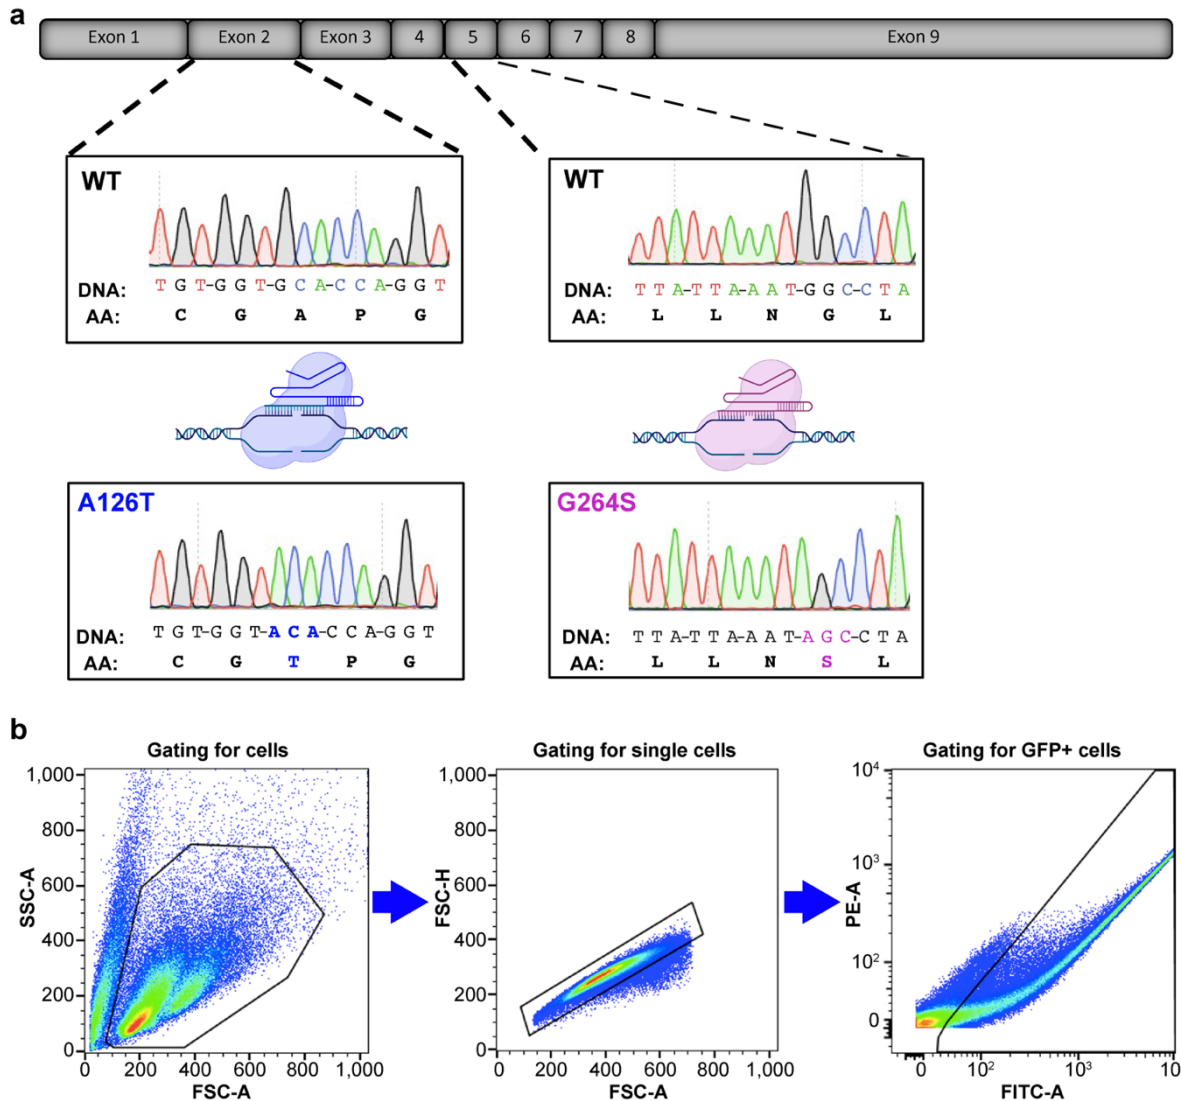 a
Exon 1 Exon 2 Exon 3 4 5 6 7 8 Exon 9
WT
DNA: T G T-G G T-G C A-C C A-G G T
AA: C G A P G
WT
DNA: T T A-T T A-A A T-G G C-C T A
AA: L L N G L
A126T
DNA: T G T-G G T-A C A-C C A-G G T
AA: C G T P G
G264S
DNA: T T A-T T A-A A T-A G C-C T A
AA: L L N S L
b
Gating for cells
SSC-A
1,000
800
600
400
200
0
0 200 400 600 800 1,000
FSC-A
Gating for single cells
FSC-H
1,000
800
600
400
200
0
0 200 400 600 800 1,000
FSC-A
Gating for GFP+ cells
PE-A
10⁴
10³
10²
0
0 10² 10³ 10
FITC-A